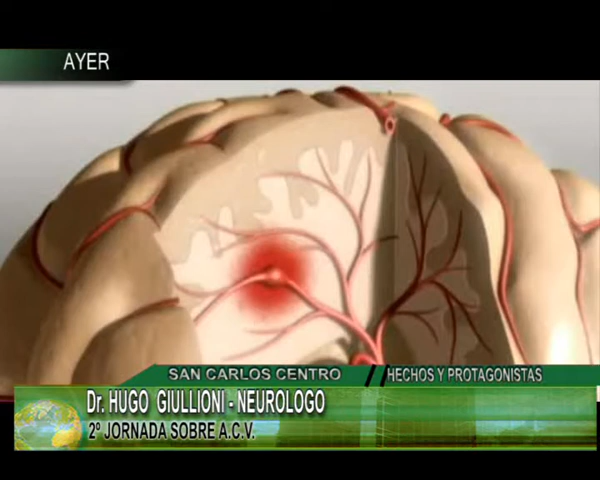 AYER
SAN CARLOS CENTRO // HECHOS Y PROTAGONISTAS
Dr. HUGO GIULLIONI - NEUROLOGO
2º JORNADA SOBRE A.C.V.